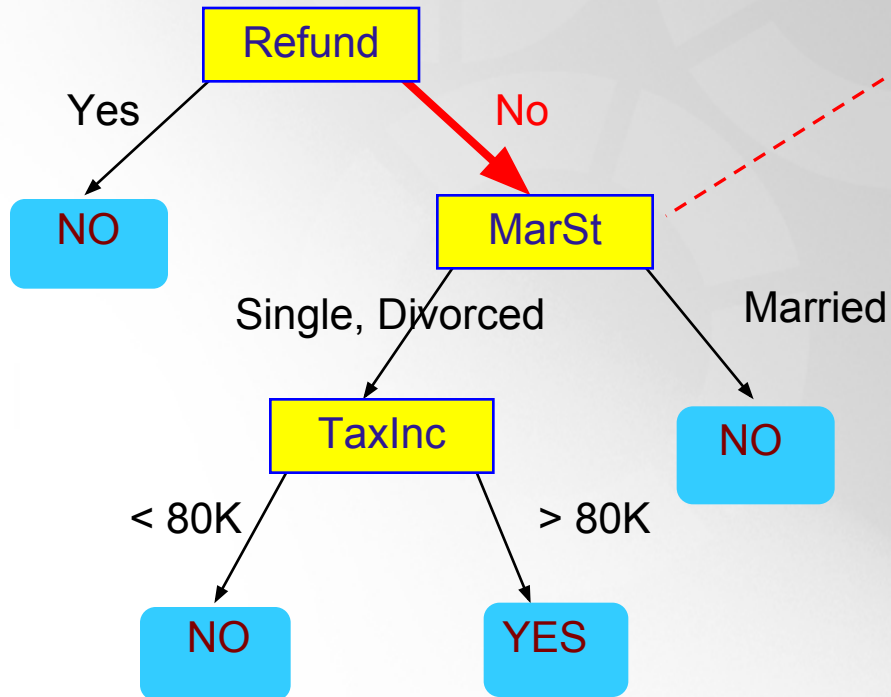 Refund
Yes
No
NO
MarSt
Single, Divorced
Married
TaxInc
NO
< 80K
> 80K
NO
YES